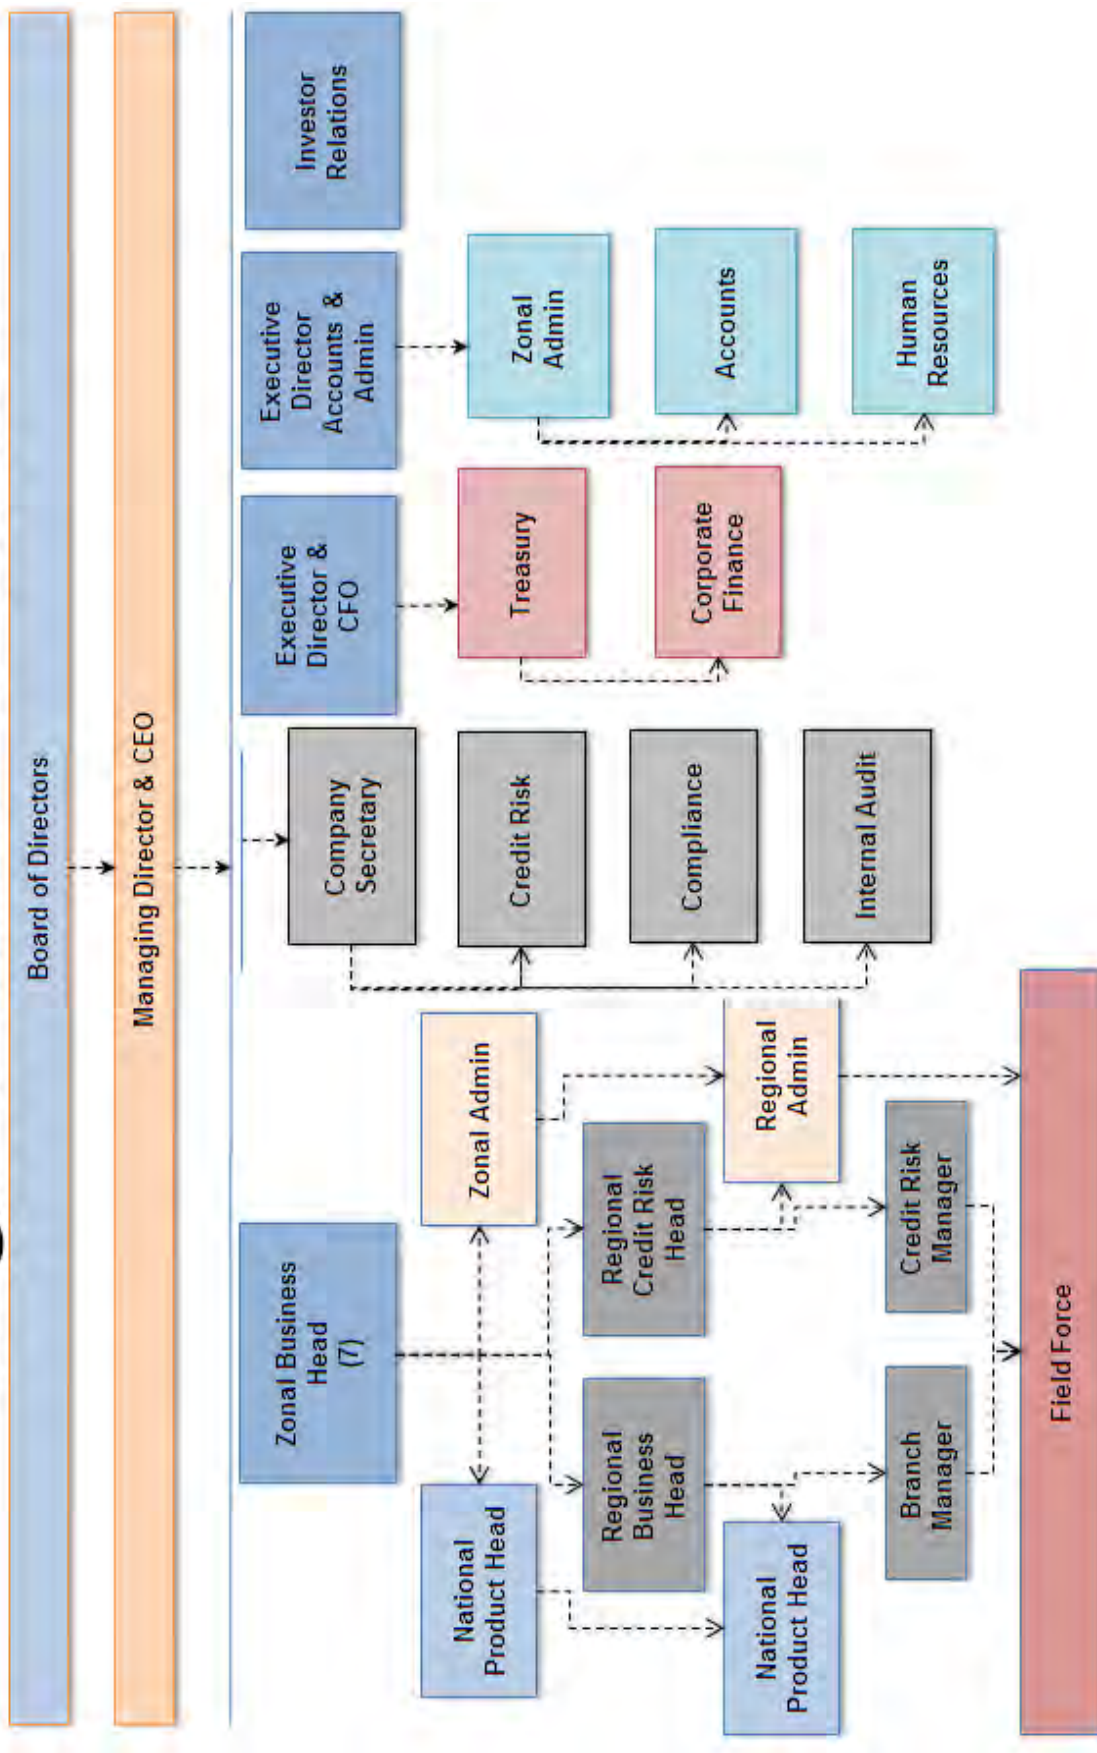 Board of Directors
Managing Director & CEO
Zonal Business
Head
(7)
Company
Secretary
Executive
Director &
CFO
Executive
Director
Accounts &
Admin
Investor
Relations
National
Product Head
Zonal Admin
Credit Risk
Treasury
Zonal
Admin
Regional
Business
Head
Regional
Credit Risk
Head
Compliance
Corporate
Finance
Accounts
National
Product Head
Regional
Admin
Internal Audit
Human
Resources
Branch
Manager
Credit Risk
Manager
Field Force